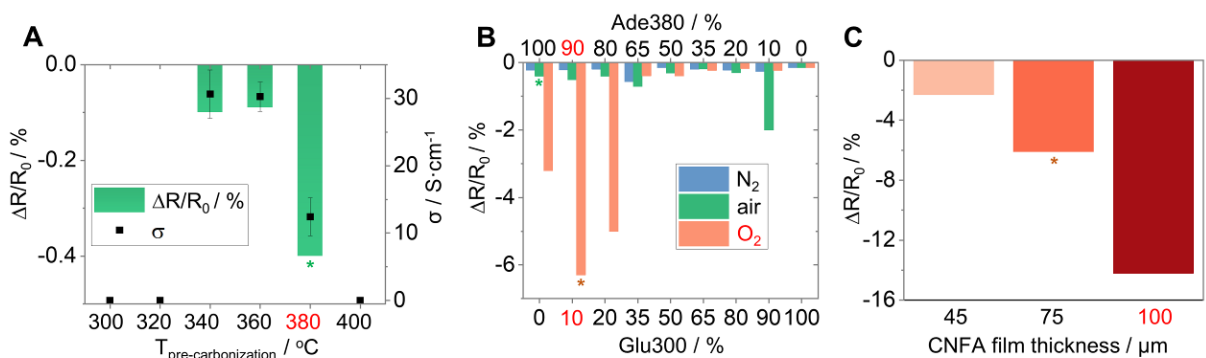 A
0.0
-0.2
-0.4
ΔR/R₀ / %
30
20
10
0
σ / S·cm⁻¹
ΔR/R₀ / %
σ
*
300 320 340 360 380 400
T pre-carbonization / °C
B
Ade380 / %
100 90 80 65 50 35 20 10 0
0
-2
-4
-6
ΔR/R₀ / %
*
N₂
air
O₂
*
0 10 20 35 50 65 80 90 100
Glu300 / %
C
0
-4
-8
-12
-16
ΔR/R₀ / %
*
45 75 100
CNFA film thickness / μm